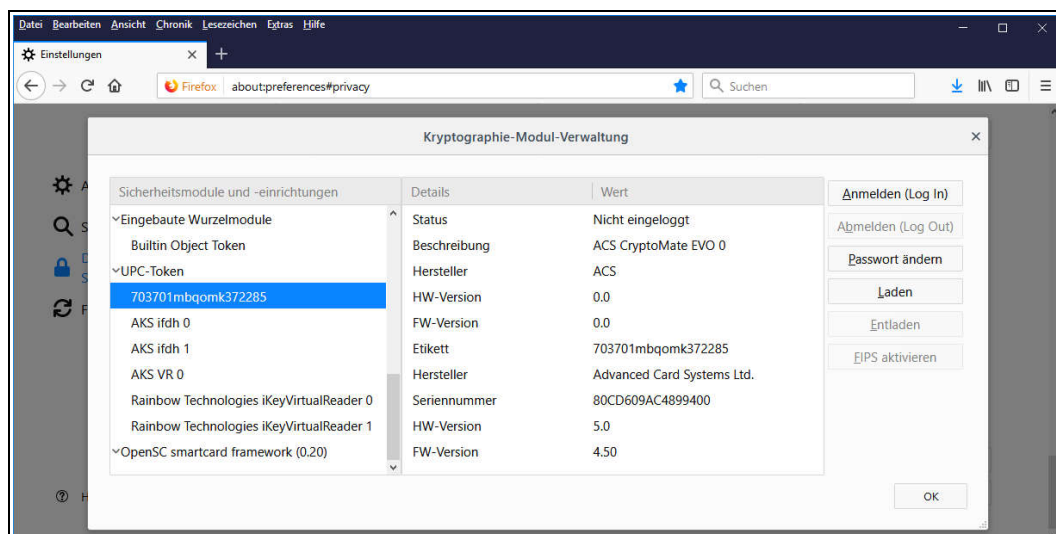 Datei Bearbeiten Ansicht Chronik Lesezeichen Extras Hilfe
Einstellungen
Firefox about:preferences#privacy
Suchen
Kryptographie-Modul-Verwaltung
Sicherheitsmodule und -einrichtungen Details Wert
Anmelden (Log In)
Eingebaute Wurzelmodule Status Nicht eingeloggt
Abmelden (Log Out)
Builtin Object Token Beschreibung ACS CryptoMate EVO 0
Passwort ändern
UPC-Token Hersteller ACS
703701mbqomk372285 HW-Version 0.0
Laden
AKS ifdh 0 FW-Version 0.0
Entladen
AKS ifdh 1 Etikett 703701mbqomk372285
FIPS aktivieren
AKS VR 0 Hersteller Advanced Card Systems Ltd.
Rainbow Technologies iKeyVirtualReader 0 Seriennummer 80CD609AC4899400
Rainbow Technologies iKeyVirtualReader 1 HW-Version 5.0
OpenSC smartcard framework (0.20) FW-Version 4.50
OK